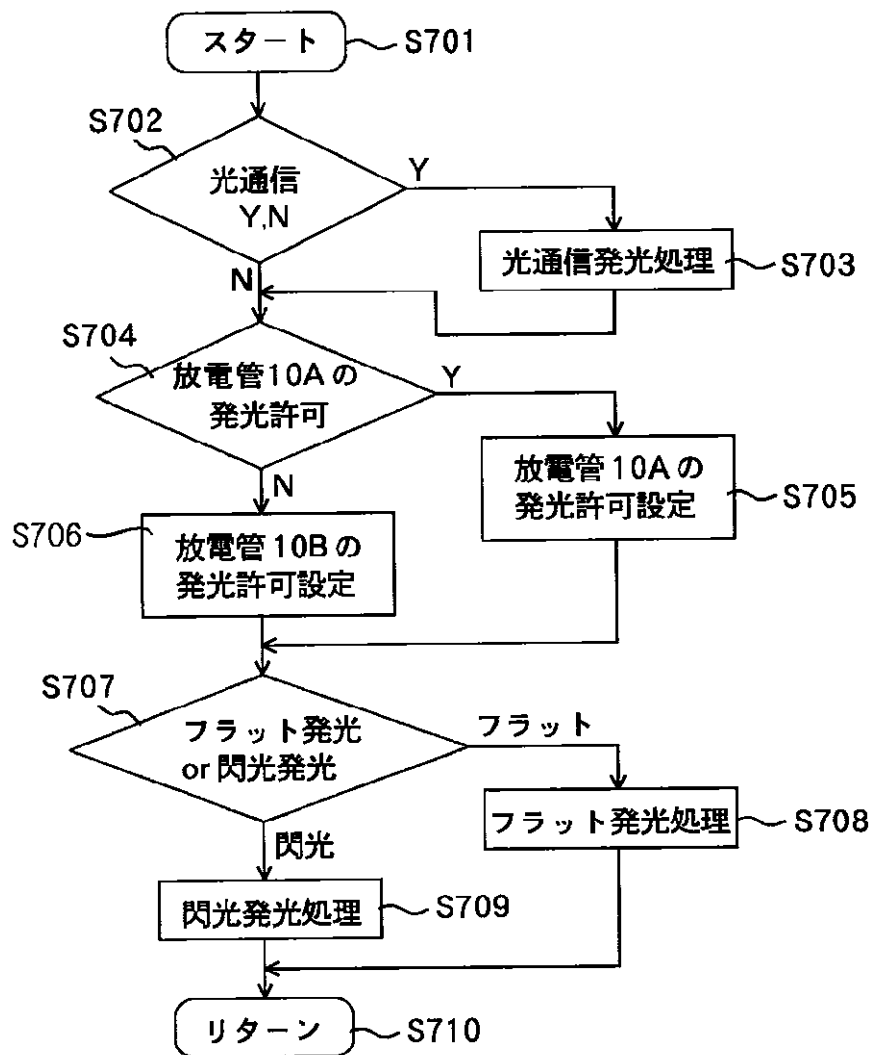 スタート
S701
S702
光通信
Y,N
Y
光通信発光処理
S703
N
S704
放電管10Aの
発光許可
Y
放電管10Aの
発光許可設定
S705
N
S706
放電管10Bの
発光許可設定
S707
フラット発光
or閃光発光
フラット
フラット発光処理
S708
閃光
閃光発光処理
S709
リターン
S710